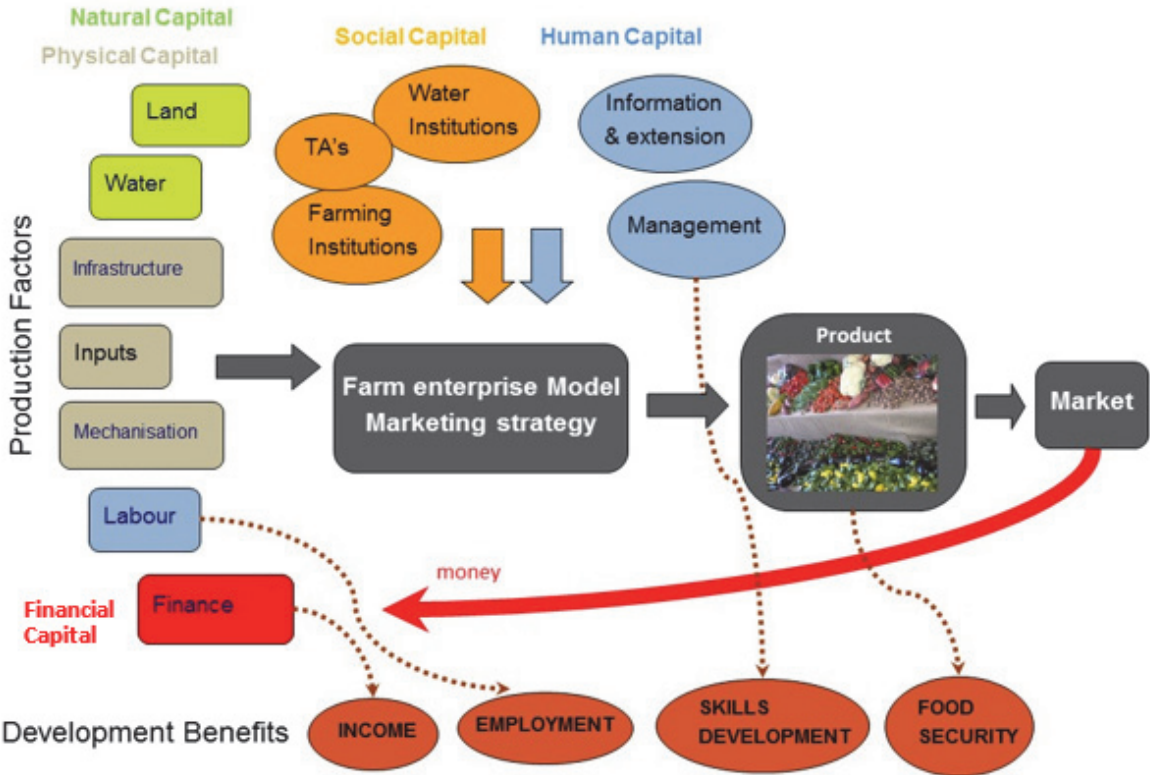 Natural Capital
Physical Capital
Social Capital
Human Capital
Land
Water
Institutions
Information
& extension
TA's
Water
Farming
Institutions
Management
Production Factors
Infrastructure
Inputs
Mechanisation
Labour
Finance
Financial
Capital
Farm enterprise Model
Marketing strategy
Product
Market
money
Development Benefits
INCOME
EMPLOYMENT
SKILLS
DEVELOPMENT
FOOD
SECURITY